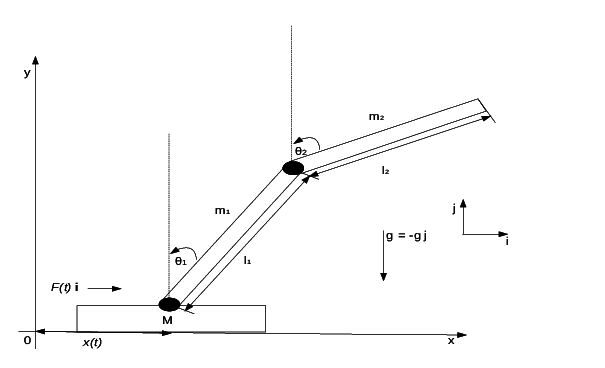 y
m₂
θ₂
l₂
j
m₁
g = -g j
i
θ₁
l₁
F(t) i
M
0
x(t)
x